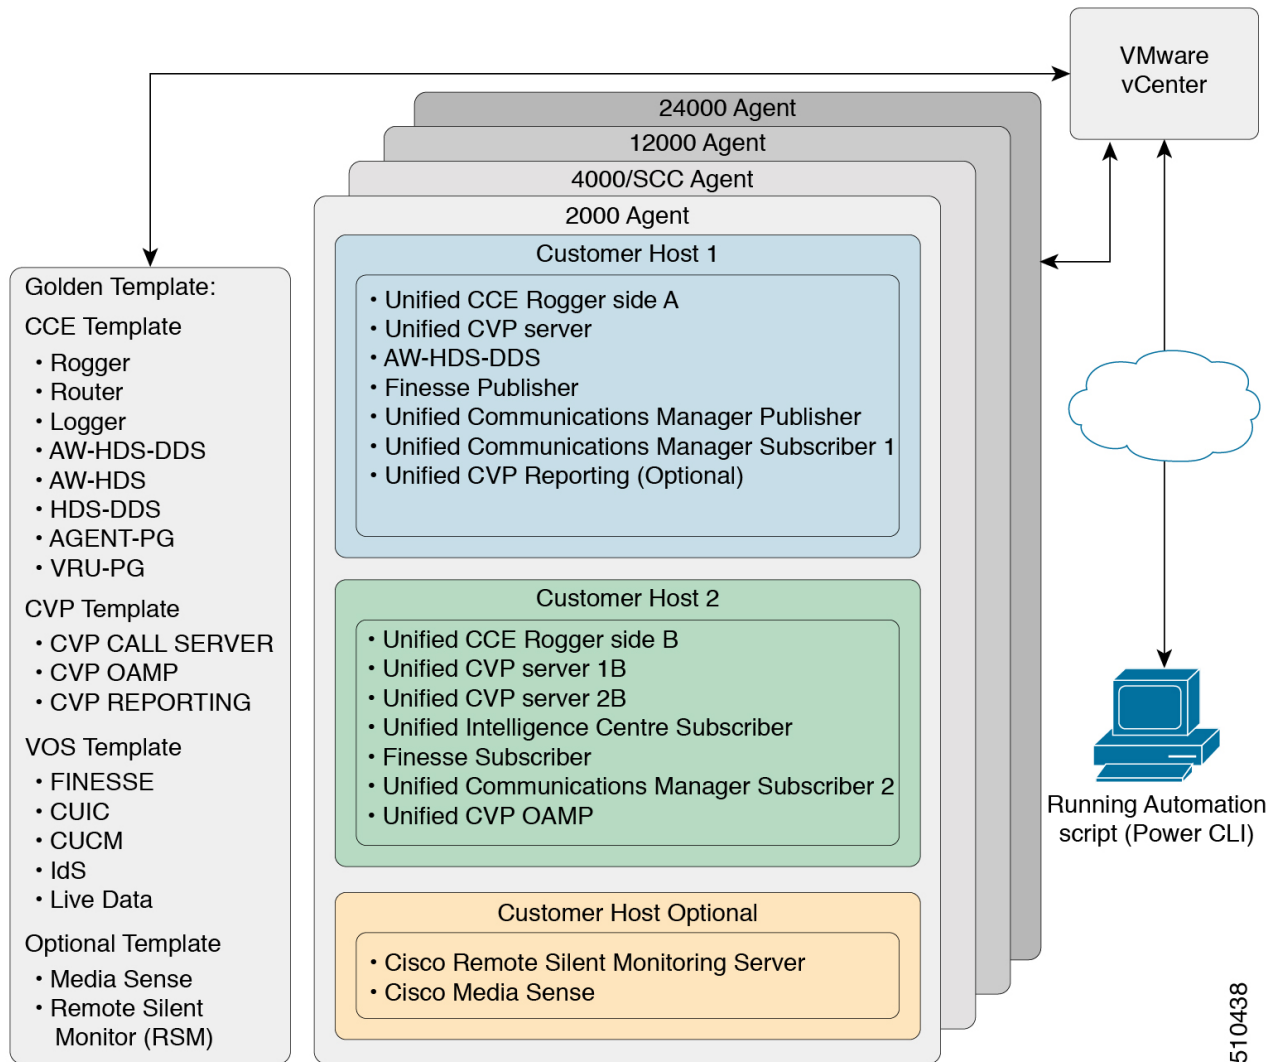 VMware
vCenter
24000 Agent
12000 Agent
4000/SCC Agent
2000 Agent
Golden Template:
CCE Template
• Rogger
• Router
• Logger
• AW-HDS-DDS
• AW-HDS
• HDS-DDS
• AGENT-PG
• VRU-PG
CVP Template
• CVP CALL SERVER
• CVP OAMP
• CVP REPORTING
VOS Template
• FINESSE
• CUIC
• CUCM
• IdS
• Live Data
Optional Template
• Media Sense
• Remote Silent
Monitor (RSM)
Customer Host 1
• Unified CCE Rogger side A
• Unified CVP server
• AW-HDS-DDS
• Finesse Publisher
• Unified Communications Manager Publisher
• Unified Communications Manager Subscriber 1
• Unified CVP Reporting (Optional)
Customer Host 2
• Unified CCE Rogger side B
• Unified CVP server 1B
• Unified CVP server 2B
• Unified Intelligence Centre Subscriber
• Finesse Subscriber
• Unified Communications Manager Subscriber 2
• Unified CVP OAMP
Customer Host Optional
• Cisco Remote Silent Monitoring Server
• Cisco Media Sense
Running Automation
script (Power CLI)
510438